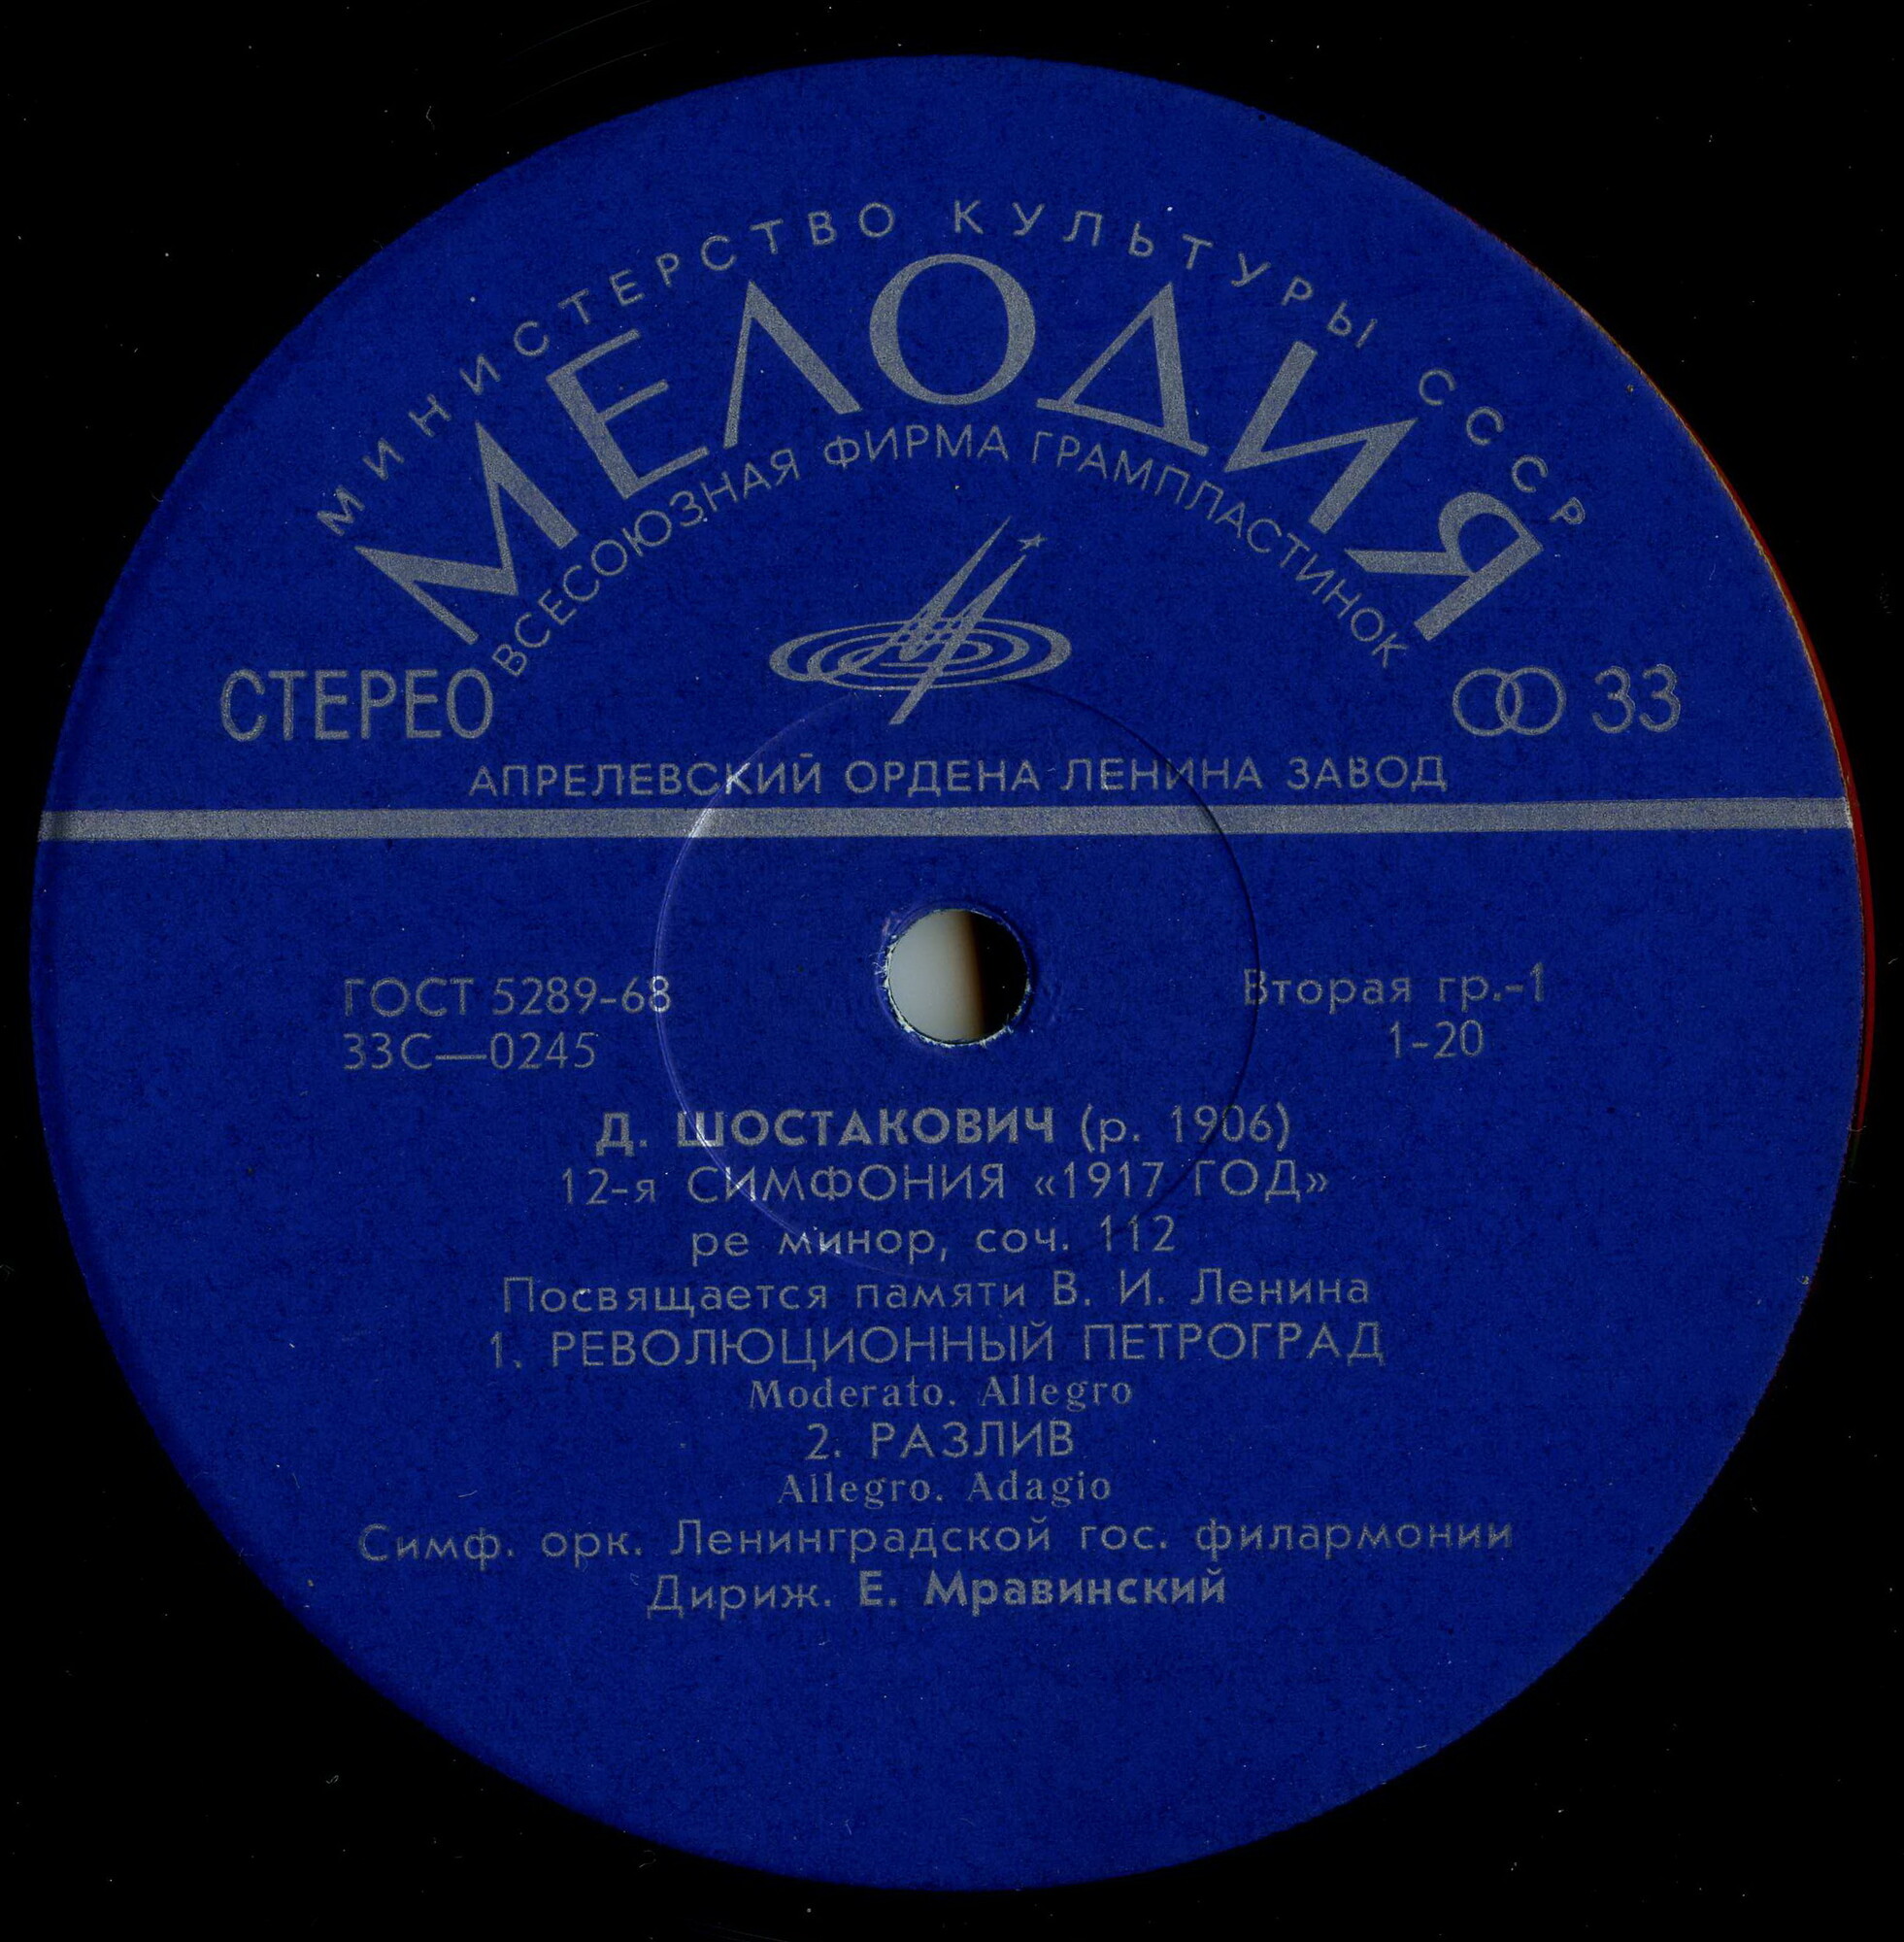 МИНИСТЕРСТВО КУЛЬТУРЫ СССР
МЕЛОДИЯ
ВСЕСОЮЗНАЯ ФИРМА ГРАМПЛАСТИНОК
СТЕРЕО
33
АПРЕЛЕВСКИЙ ОРДЕНА ЛЕНИНА ЗАВОД
ГОСТ 5289-68
33С—0245
Вторая гр.-1
1-20
Д. ШОСТАКОВИЧ (р. 1906)
12-я СИМФОНИЯ «1917 ГОД»
ре минор, соч. 112
Посвящается памяти В. И. Ленина
1. РЕВОЛЮЦИОННЫЙ ПЕТРОГРАД
Moderato. Allegro
2. РАЗЛИВ
Allegro. Adagio
Симф. орк. Ленинградской гос. филармонии
Дириж. Е. Мравинский